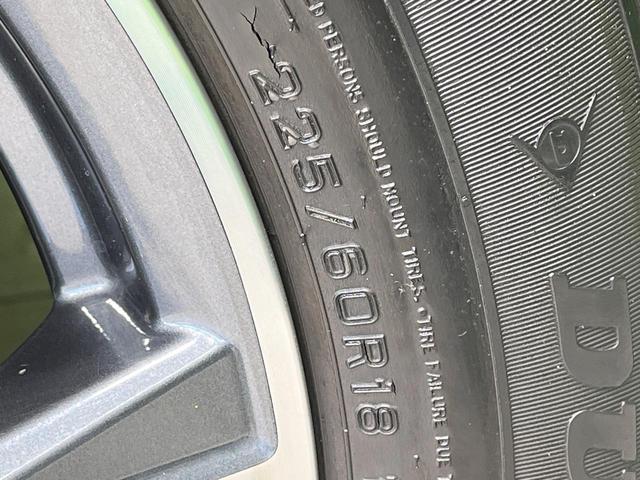 225/60R18
PERSONS SHOULD MOUNT TIRES. TIRE FAILURE DUE
D
DU